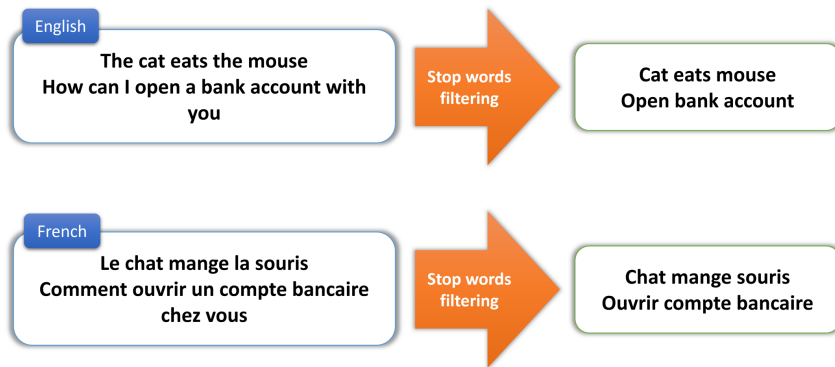 English
The cat eats the mouse
How can I open a bank account with
you
Stop words
filtering
Cat eats mouse
Open bank account
French
Le chat mange la souris
Comment ouvrir un compte bancaire
chez vous
Stop words
filtering
Chat mange souris
Ouvrir compte bancaire